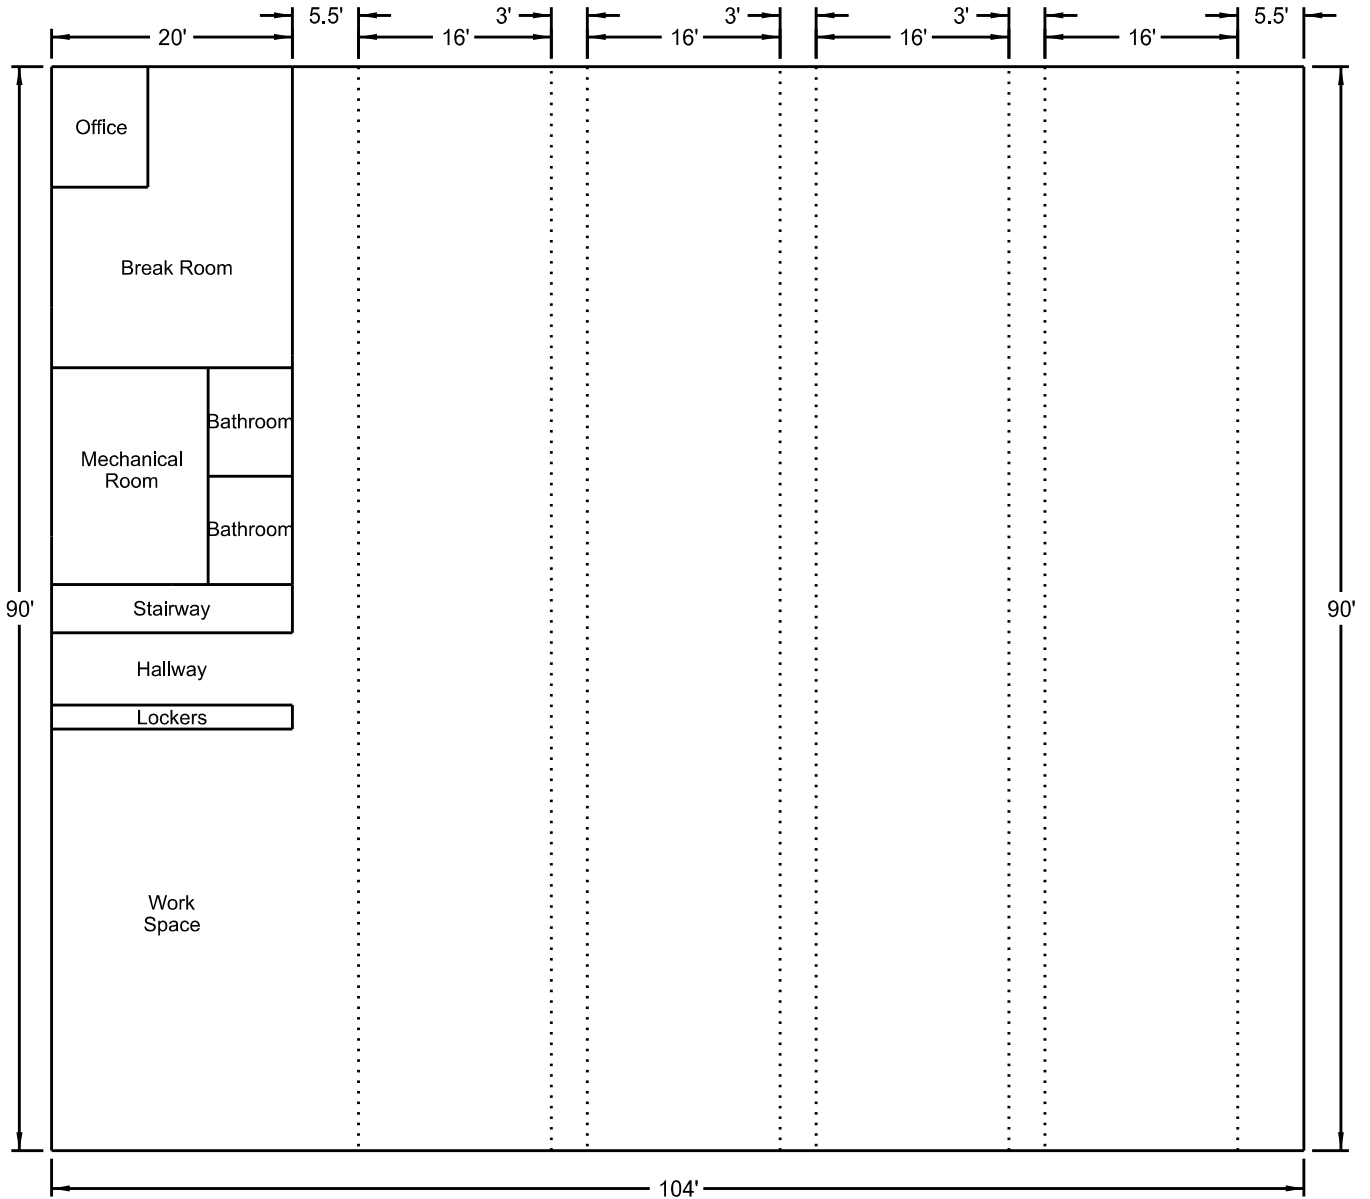 5.5' 3' 3' 3' 5.5'
20' 16' 16' 16' 16'
Office
Break Room
Bathroom
Mechanical
Room
Bathroom
90' Stairway 90'
Hallway
Lockers
Work
Space
104'